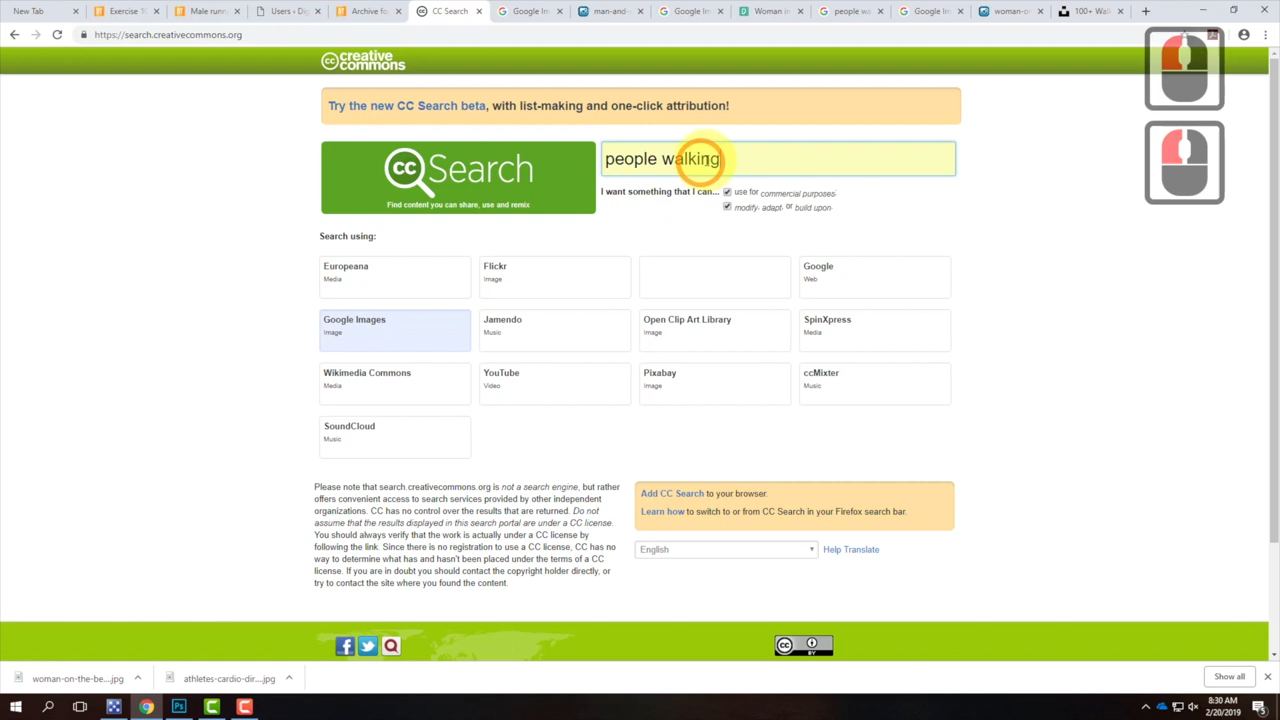 New Tab
Exercise 10
Male runn
Users ‹ Dig
Archive for
CC Search
Google Im
man-and-
Google Im
Woman in
people wa
Google Im
woman-on
100+ Walk
https://search.creativecommons.org
creative
commons
Try the new CC Search beta, with list-making and one-click attribution!
cc Search
Find content you can share, use and remix
people walking
I want something that I can...
use for commercial purposes;
modify, adapt, or build upon.
Search using:
Europeana
Media
Flickr
Image
Google
Web
Google Images
Image
Jamendo
Music
Open Clip Art Library
Image
SpinXpress
Media
Wikimedia Commons
Media
YouTube
Video
Pixabay
Image
ccMixter
Music
SoundCloud
Music
Please note that search.creativecommons.org is not a search engine, but rather
offers convenient access to search services provided by other independent
organizations. CC has no control over the results that are returned. Do not
assume that the results displayed in this search portal are under a CC license.
You should always verify that the work is actually under a CC license by
following the link. Since there is no registration to use a CC license, CC has no
way to determine what has and hasn't been placed under the terms of a CC
license. If you are in doubt you should contact the copyright holder directly, or
try to contact the site where you found the content.
Add CC Search to your browser.
Learn how to switch to or from CC Search in your Firefox search bar.
English
Help Translate
cc
BY
woman-on-the-be....jpg
athletes-cardio-dir....jpg
Show all
8:30 AM
2/20/2019